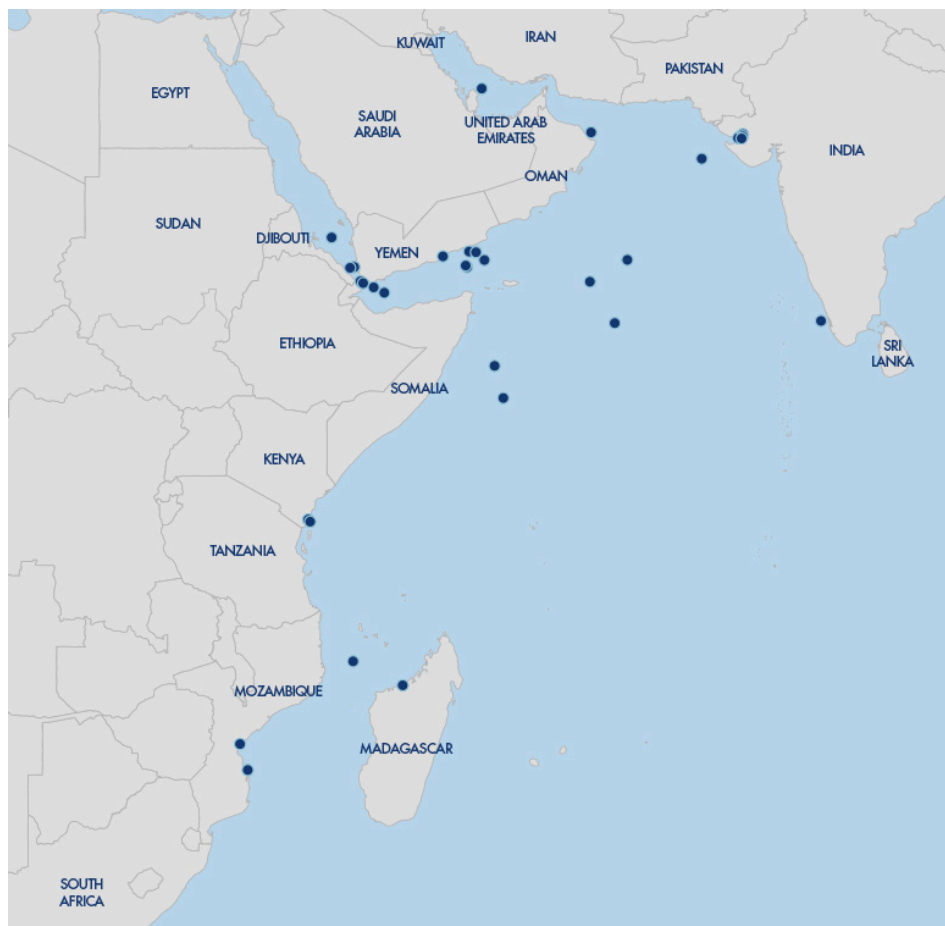 IRAN
KUWAIT
PAKISTAN
EGYPT
SAUDI
ARABIA
UNITED ARAB
EMIRATES
INDIA
OMAN
SUDAN
DJIBOUTI
YEMEN
ETHIOPIA
SRI
LANKA
SOMALIA
KENYA
TANZANIA
MOZAMBIQUE
MADAGASCAR
SOUTH
AFRICA